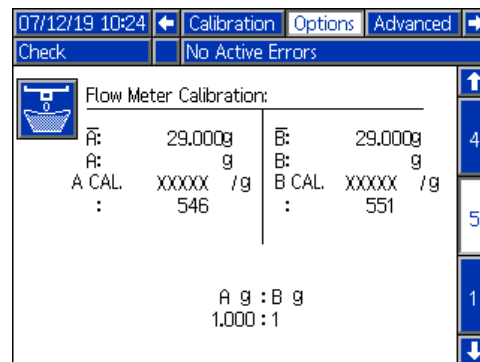 07/12/19 10:24 Calibration Options Advanced
Check No Active Errors
Flow Meter Calibration:
A̅: 29.000g B̅: 29.000g
A: g B: g
A CAL. XXXXX /g B CAL. XXXXX /g
: 546 : 551
A g : B g
1.000 : 1
4
5
1